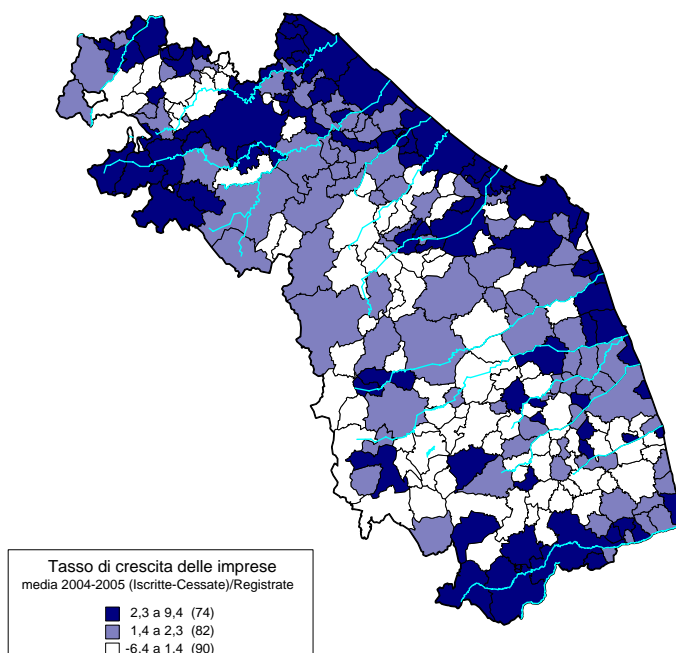 Tasso di crescita delle imprese
media 2004-2005 (Iscritte-Cessate)/Registrate
2,3 a 9,4 (74)
1,4 a 2,3 (82)
-6,4 a 1,4 (90)